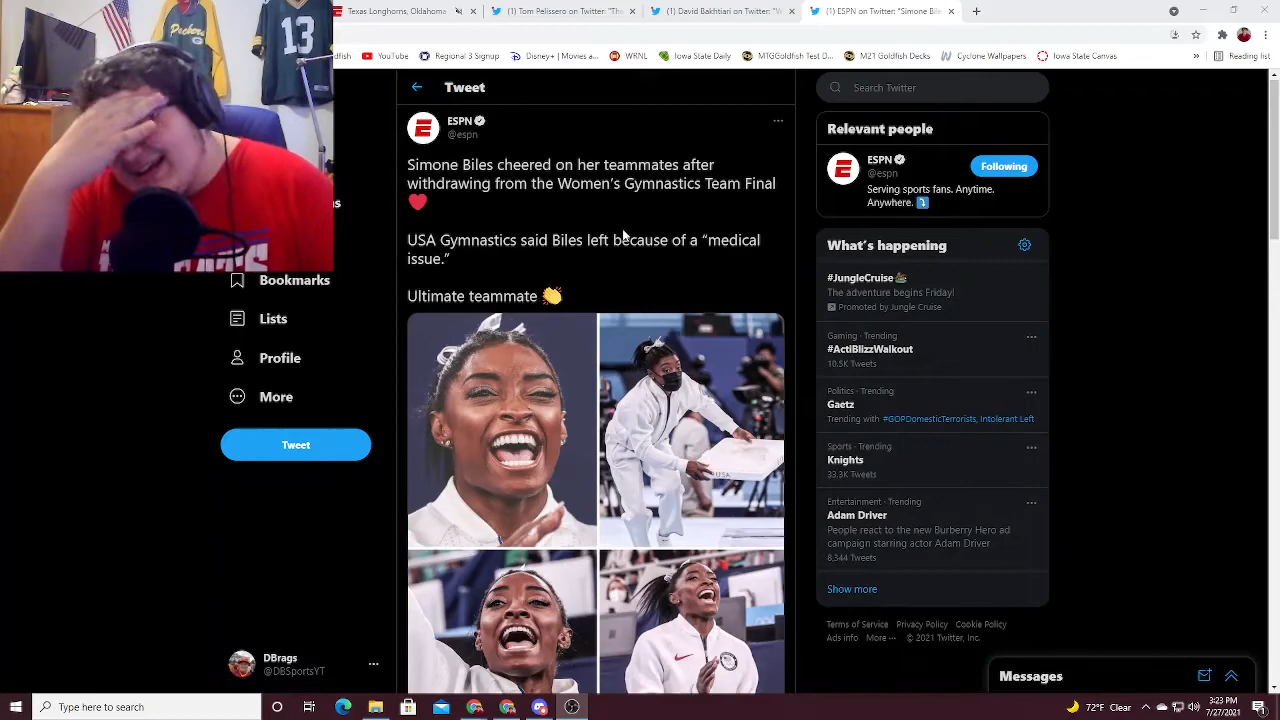 Texas Longhorns, Oklahoma
(1) Tom Pelissero on Twitter: "Th
(1) David Bakhtiari on Twitter: "W
(1) ESPN on Twitter: "Simone Bile
YouTube
Regional 3 Signup
Disney+ | Movies a...
WRNL
Iowa State Daily
MTGGoldfish Test D...
M21 Goldfish Decks
Cyclone Wallpapers
Iowa State Canvas
»
Reading list
Packers
13
Tweet
ESPN
@espn
Simone Biles cheered on her teammates after
withdrawing from the Women's Gymnastics Team Final
❤️
USA Gymnastics said Biles left because of a "medical
issue."
Ultimate teammate 👏
USA
Bookmarks
Lists
Profile
More
Tweet
DBrags
@DBSportsYT
Search Twitter
Relevant people
ESPN
@espn
Following
Serving sports fans. Anytime.
Anywhere. ⤵️
What's happening
#JungleCruise
The adventure begins Friday!
Promoted by Jungle Cruise
Gaming · Trending
#ActiBlizzWalkout
10.5K Tweets
Politics · Trending
Gaetz
Trending with #GOPDomesticTerrorists, Intolerant Left
Sports · Trending
Knights
33.3K Tweets
Entertainment · Trending
Adam Driver
People react to the new Burberry Hero ad
campaign starring actor Adam Driver
8,344 Tweets
Show more
Terms of Service Privacy Policy Cookie Policy
Ads info More ··· © 2021 Twitter, Inc.
Messages
Type here to search
72°F Clear
3:23 PM
7/27/2021